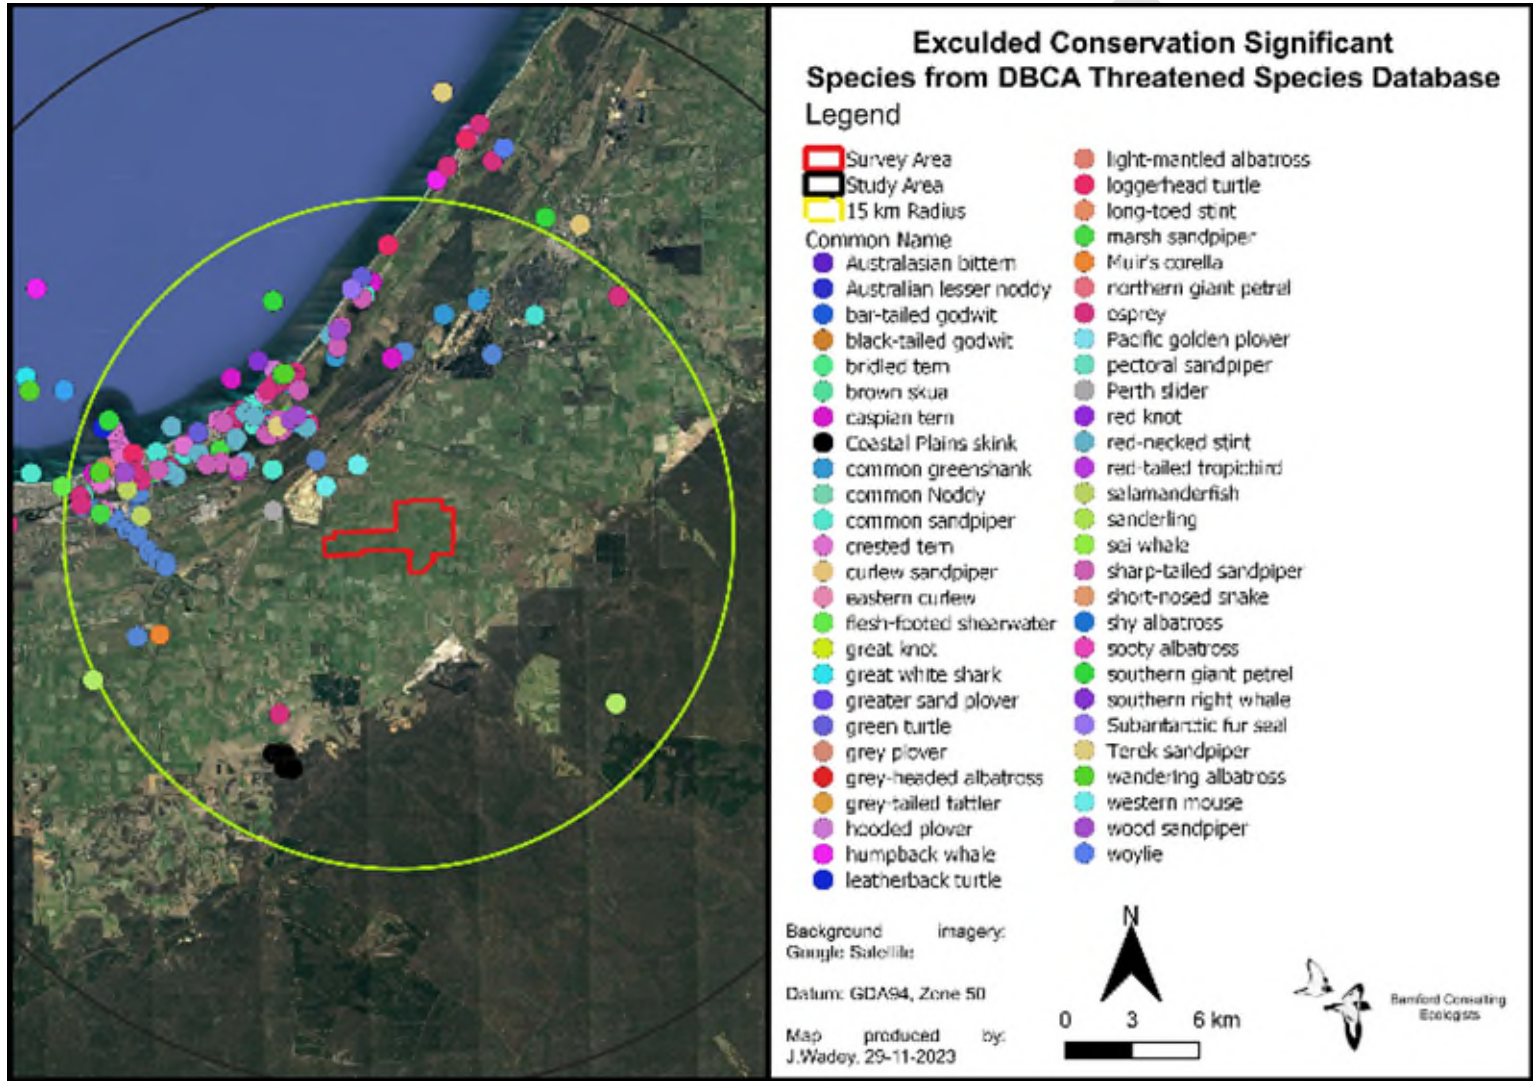 Exculded Conservation Significant
Species from DBCA Threatened Species Database
Legend
Survey Area
Study Area
15 km Radius
Common Name
Australasian bittern
Australian lesser noddy
bar-tailed godwit
black-tailed godwit
bridled tern
brown skua
caspian tern
Coastal Plains skink
common greenshank
common Noddy
common sandpiper
crested tern
curlew sandpiper
eastern curlew
flesh-footed shearwater
great knot
great white shark
greater sand plover
green turtle
grey plover
grey-headed albatross
grey-tailed tattler
hooded plover
humpback whale
leatherback turtle
light-mantled albatross
loggerhead turtle
long-toed stint
marsh sandpiper
Muir's corella
northern giant petrel
osprey
Pacific golden plover
pectoral sandpiper
Perth slider
red knot
red-necked stint
red-tailed tropicbird
salamanderfish
sanderling
sei whale
sharp-tailed sandpiper
short-nosed snake
shy albatross
sooty albatross
southern giant petrel
southern right whale
Subantarctic fur seal
Terek sandpiper
wandering albatross
western mouse
wood sandpiper
woylie
Background imagery:
Google Satellite
Datum: GDA94, Zone 50
Map produced by:
J.Wadey, 29-11-2023
N
0 3 6 km
Bamford Consulting
Ecologists